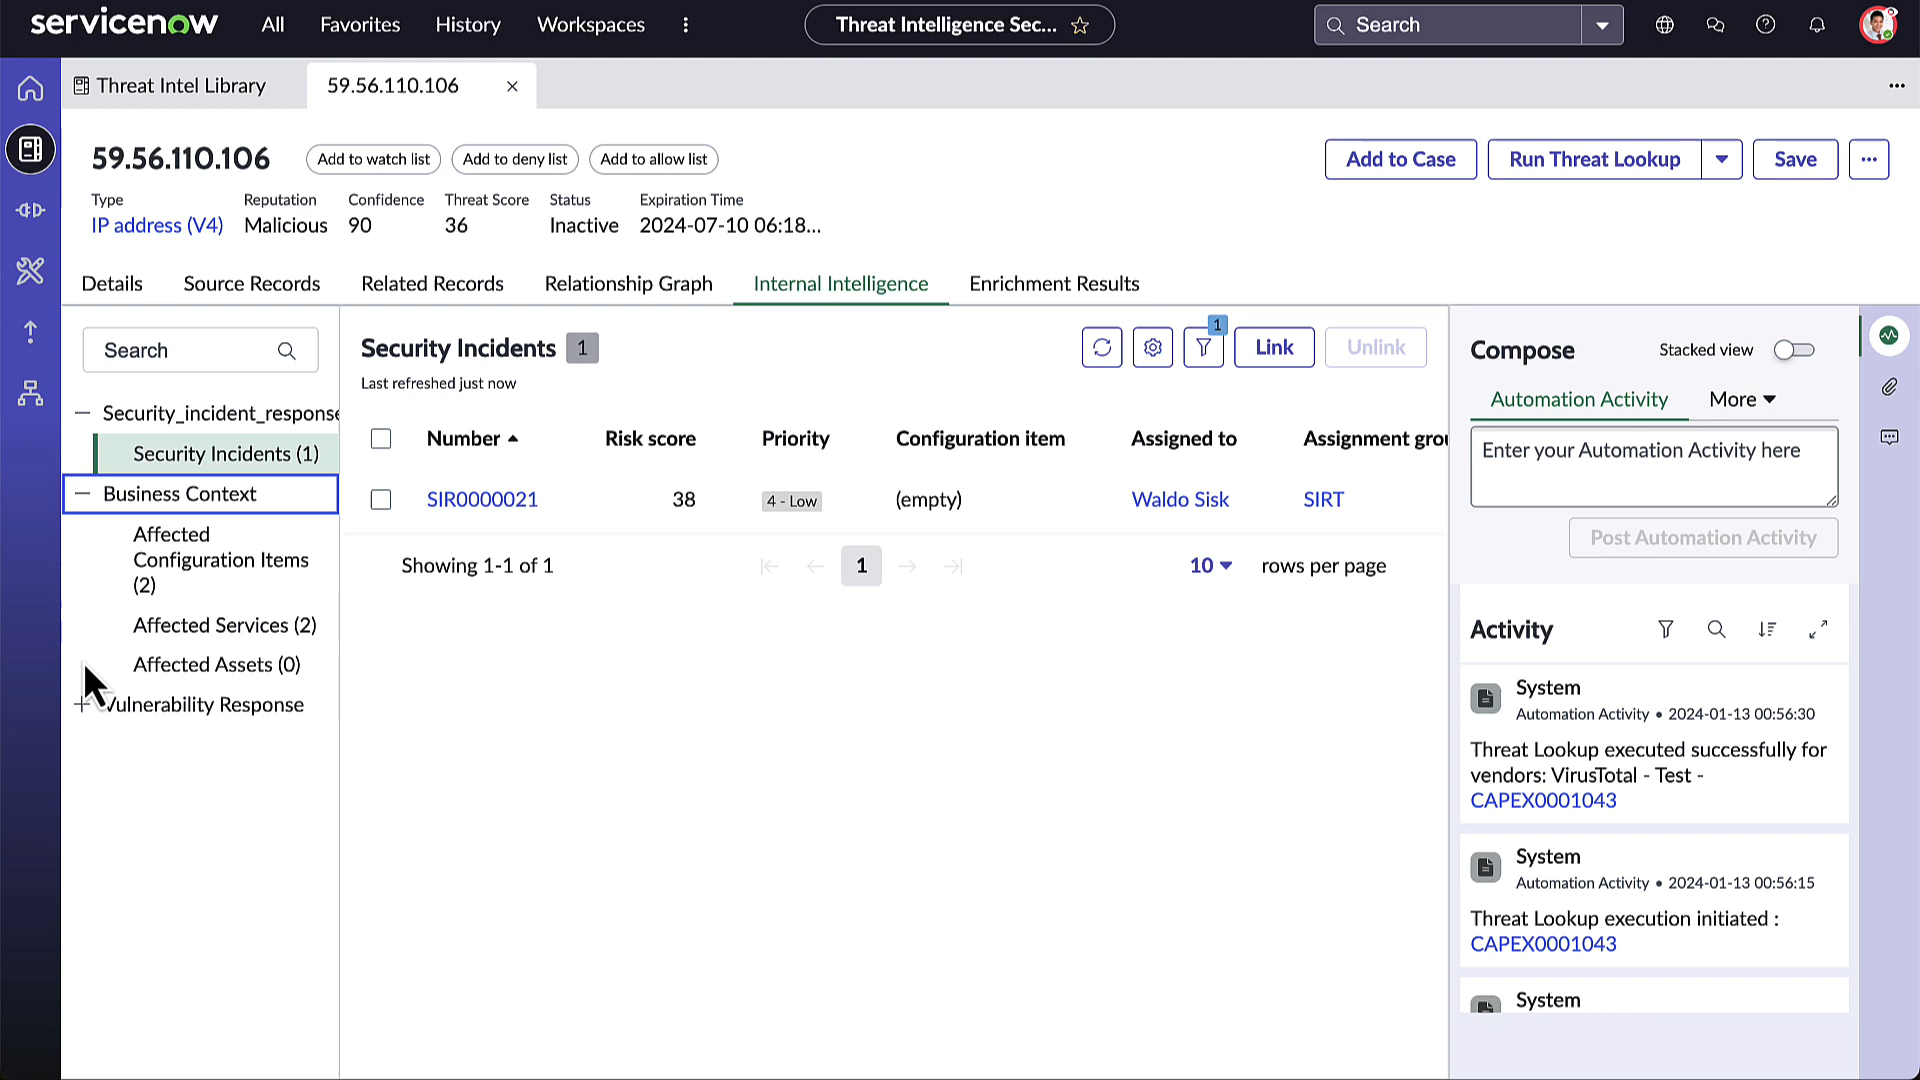 servicenow
All
Favorites
History
Workspaces
Threat Intelligence Sec...
Search
Threat Intel Library
59.56.110.106
59.56.110.106
Add to watch list
Add to deny list
Add to allow list
Add to Case
Run Threat Lookup
Save
Type
Reputation
Confidence
Threat Score
Status
Expiration Time
IP address (V4)
Malicious
90
36
Inactive
2024-07-10 06:18...
Details
Source Records
Related Records
Relationship Graph
Internal Intelligence
Enrichment Results
Search
Security_incident_response
Security Incidents (1)
Business Context
Affected
Configuration Items
(2)
Affected Services (2)
Affected Assets (0)
Vulnerability Response
Security Incidents 1
Last refreshed just now
1
Link
Unlink
Number
Risk score
Priority
Configuration item
Assigned to
Assignment grou
SIR0000021
38
4 - Low
(empty)
Waldo Sisk
SIRT
Showing 1-1 of 1
1
10
rows per page
Compose
Stacked view
Automation Activity
More
Enter your Automation Activity here
Post Automation Activity
Activity
System
Automation Activity • 2024-01-13 00:56:30
Threat Lookup executed successfully for
vendors: VirusTotal - Test -
CAPEX0001043
System
Automation Activity • 2024-01-13 00:56:15
Threat Lookup execution initiated :
CAPEX0001043
System